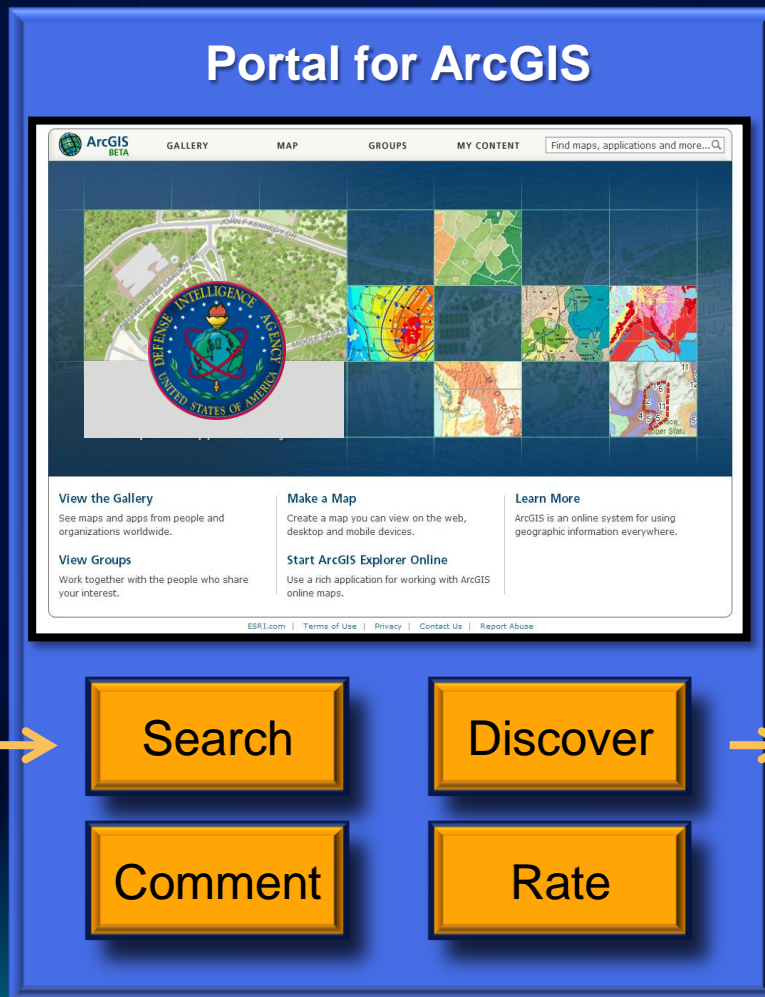 Portal for ArcGIS
ArcGIS
BETA
GALLERY MAP GROUPS MY CONTENT Find maps, applications and more...
JOHN F KENNEDY DR
MIDDLE
DEFENSE INTELLIGENCE AGENCY
UNITED STATES OF AMERICA
View the Gallery
See maps and apps from people and
organizations worldwide.
View Groups
Work together with the people who share
your interest.
Make a Map
Create a map you can view on the web,
desktop and mobile devices.
Start ArcGIS Explorer Online
Use a rich application for working with ArcGIS
online maps.
Learn More
ArcGIS is an online system for using
geographic information everywhere.
ESRI.com | Terms of Use | Privacy | Contact Us | Report Abuse
Search
Discover
Comment
Rate